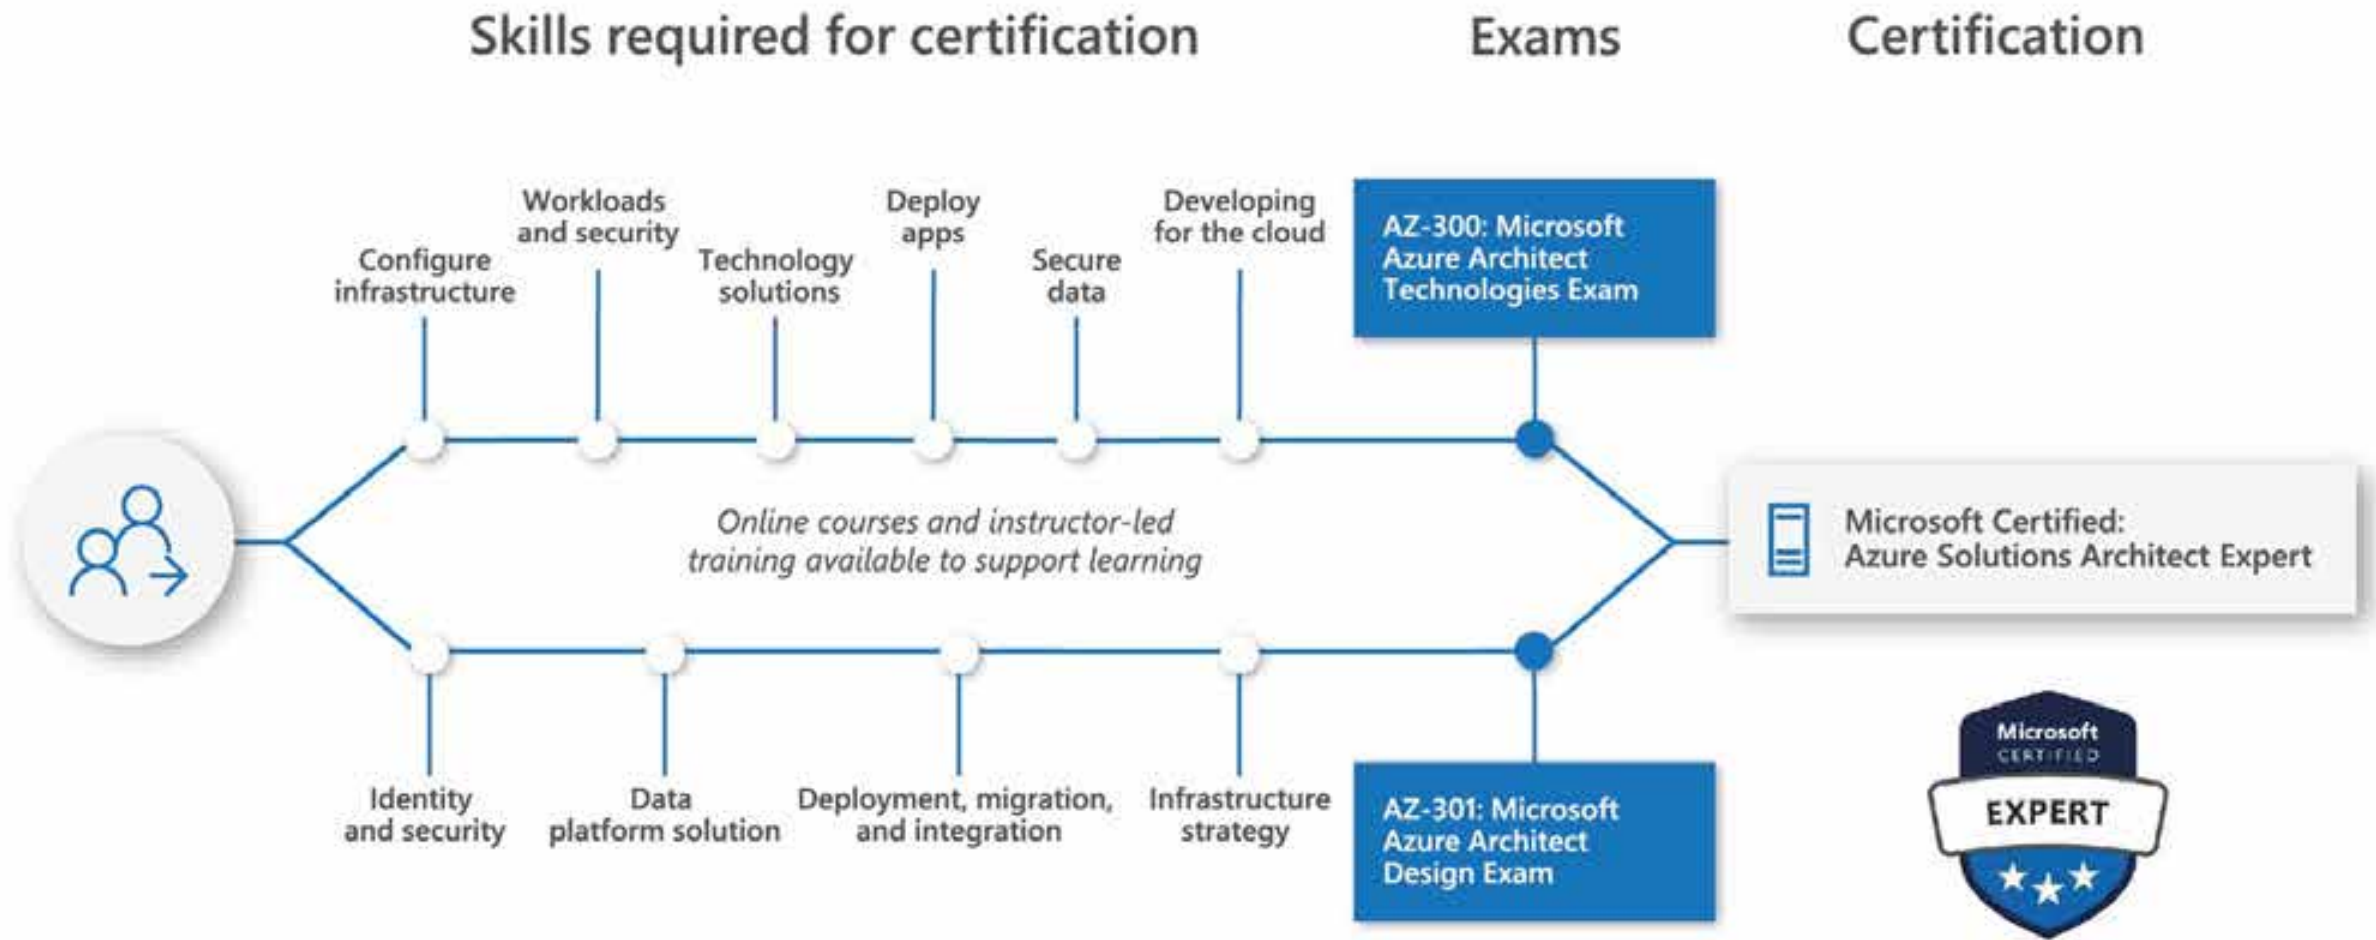 Skills required for certification
Exams
Certification
Configure
infrastructure
Workloads
and security
Technology
solutions
Deploy
apps
Secure
data
Developing
for the cloud
AZ-300: Microsoft
Azure Architect
Technologies Exam
Online courses and instructor-led
training available to support learning
Microsoft Certified:
Azure Solutions Architect Expert
Identity
and security
Data
platform solution
Deployment, migration,
and integration
Infrastructure
strategy
AZ-301: Microsoft
Azure Architect
Design Exam
Microsoft
CERTIFIED
EXPERT